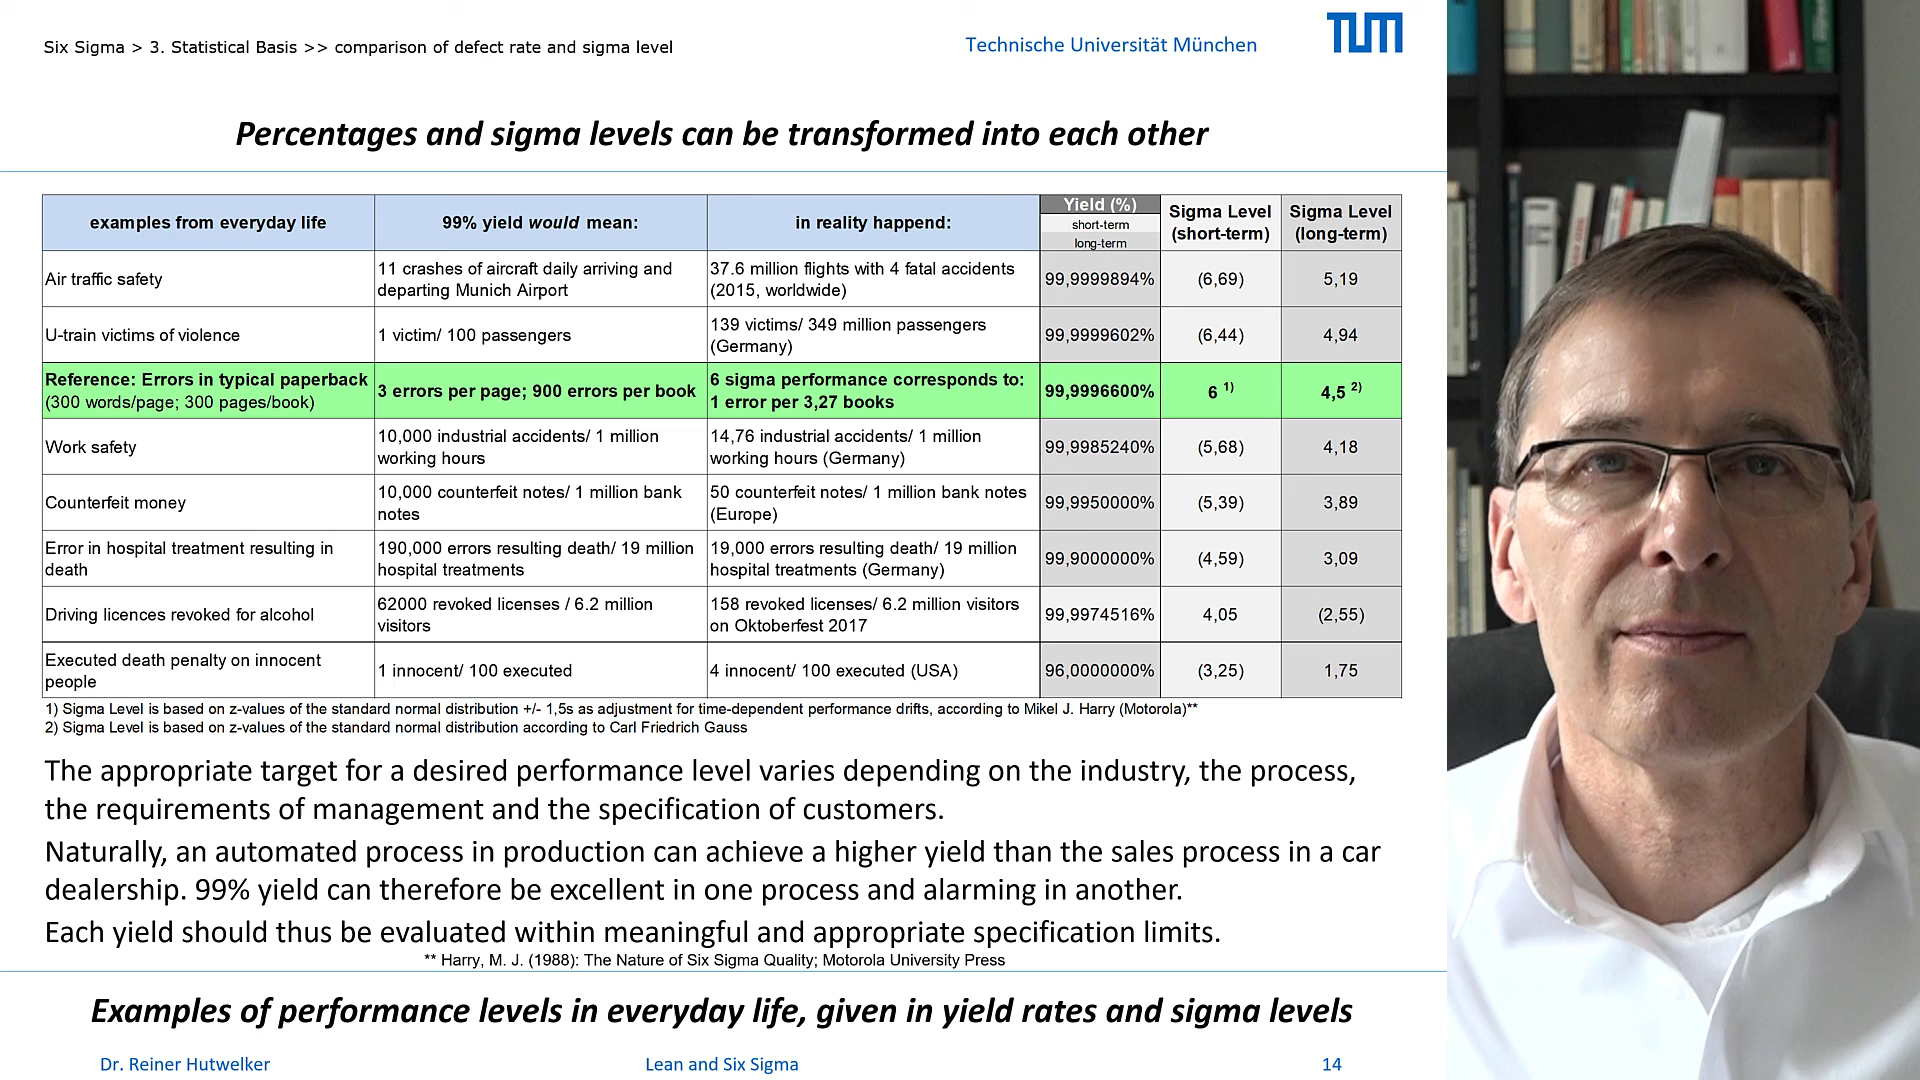 Six Sigma > 3. Statistical Basis >> comparison of defect rate and sigma level
Technische Universität München
TUM
Percentages and sigma levels can be transformed into each other
examples from everyday life
99% yield would mean:
in reality happend:
Yield (%)
short-term
long-term
Sigma Level
(short-term)
Sigma Level
(long-term)
Air traffic safety
11 crashes of aircraft daily arriving and
departing Munich Airport
37.6 million flights with 4 fatal accidents
(2015, worldwide)
99,9999894%
(6,69)
5,19
U-train victims of violence
1 victim/ 100 passengers
139 victims/ 349 million passengers
(Germany)
99,9999602%
(6,44)
4,94
Reference: Errors in typical paperback
(300 words/page; 300 pages/book)
3 errors per page; 900 errors per book
6 sigma performance corresponds to:
1 error per 3,27 books
99,9996600%
6 1)
4,5 2)
Work safety
10,000 industrial accidents/ 1 million
working hours
14,76 industrial accidents/ 1 million
working hours (Germany)
99,9985240%
(5,68)
4,18
Counterfeit money
10,000 counterfeit notes/ 1 million bank
notes
50 counterfeit notes/ 1 million bank notes
(Europe)
99,9950000%
(5,39)
3,89
Error in hospital treatment resulting in
death
190,000 errors resulting death/ 19 million
hospital treatments
19,000 errors resulting death/ 19 million
hospital treatments (Germany)
99,9000000%
(4,59)
3,09
Driving licences revoked for alcohol
62000 revoked licenses / 6.2 million
visitors
158 revoked licenses/ 6.2 million visitors
on Oktoberfest 2017
99,9974516%
4,05
(2,55)
Executed death penalty on innocent
people
1 innocent/ 100 executed
4 innocent/ 100 executed (USA)
96,0000000%
(3,25)
1,75
1) Sigma Level is based on z-values of the standard normal distribution +/- 1,5s as adjustment for time-dependent performance drifts, according to Mikel J. Harry (Motorola)**
2) Sigma Level is based on z-values of the standard normal distribution according to Carl Friedrich Gauss
The appropriate target for a desired performance level varies depending on the industry, the process,
the requirements of management and the specification of customers.
Naturally, an automated process in production can achieve a higher yield than the sales process in a car
dealership. 99% yield can therefore be excellent in one process and alarming in another.
Each yield should thus be evaluated within meaningful and appropriate specification limits.
** Harry, M. J. (1988): The Nature of Six Sigma Quality; Motorola University Press
Examples of performance levels in everyday life, given in yield rates and sigma levels
Dr. Reiner Hutwelker
Lean and Six Sigma
14